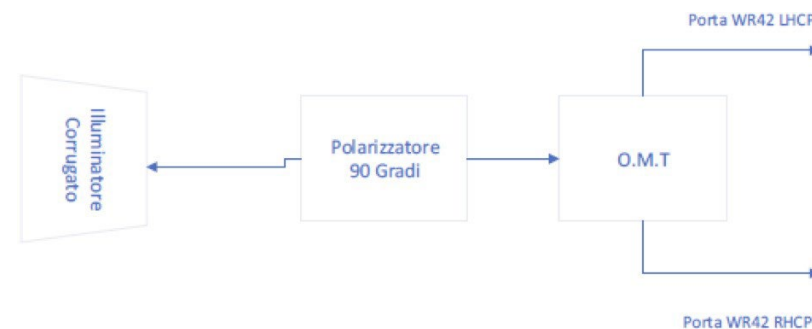 Porta WR42 LHCP
Illuminatore
Corrugato
Polarizzatore
90 Gradi
O.M.T
Porta WR42 RHCP